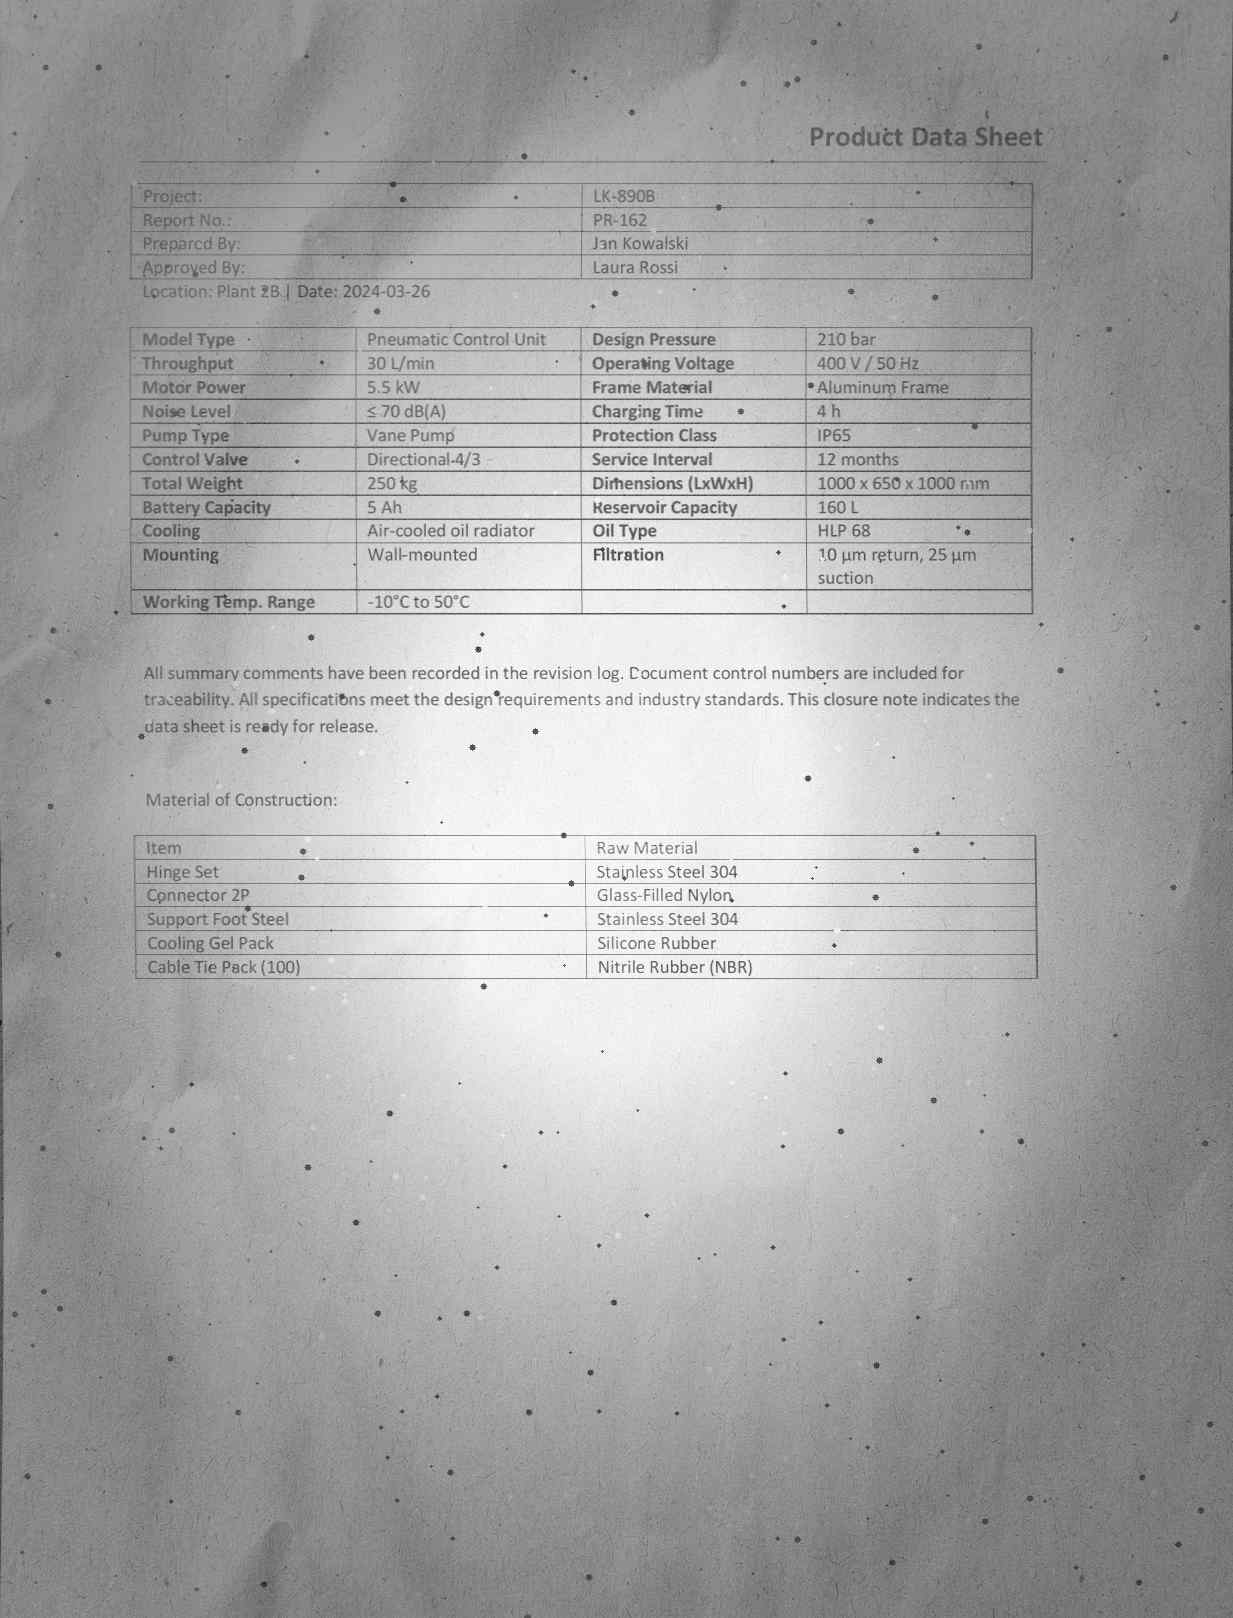 Product Data Sheet
Project: LK-890B
Report No.: PR-162
Prepared By: Jan Kowalski
Approved By: Laura Rossi
Location: Plant 2B | Date: 2024-03-26
Model Type Pneumatic Control Unit Design Pressure 210 bar
Throughput 30 L/min Operating Voltage 400 V / 50 Hz
Motor Power 5.5 kW Frame Material Aluminum Frame
Noise Level ≤ 70 dB(A) Charging Time 4 h
Pump Type Vane Pump Protection Class IP65
Control Valve Directional 4/3 Service Interval 12 months
Total Weight 250 kg Dimensions (LxWxH) 1000 x 650 x 1000 mm
Battery Capacity 5 Ah Reservoir Capacity 160 L
Cooling Air-cooled oil radiator Oil Type HLP 68
Mounting Wall-mounted Filtration 10 µm return, 25 µm
suction
Working Temp. Range -10°C to 50°C
All summary comments have been recorded in the revision log. Document control numbers are included for
traceability. All specifications meet the design requirements and industry standards. This closure note indicates the
data sheet is ready for release.
Material of Construction:
Item Raw Material
Hinge Set Stainless Steel 304
Connector 2P Glass-Filled Nylon
Support Foot Steel Stainless Steel 304
Cooling Gel Pack Silicone Rubber
Cable Tie Pack (100) Nitrile Rubber (NBR)